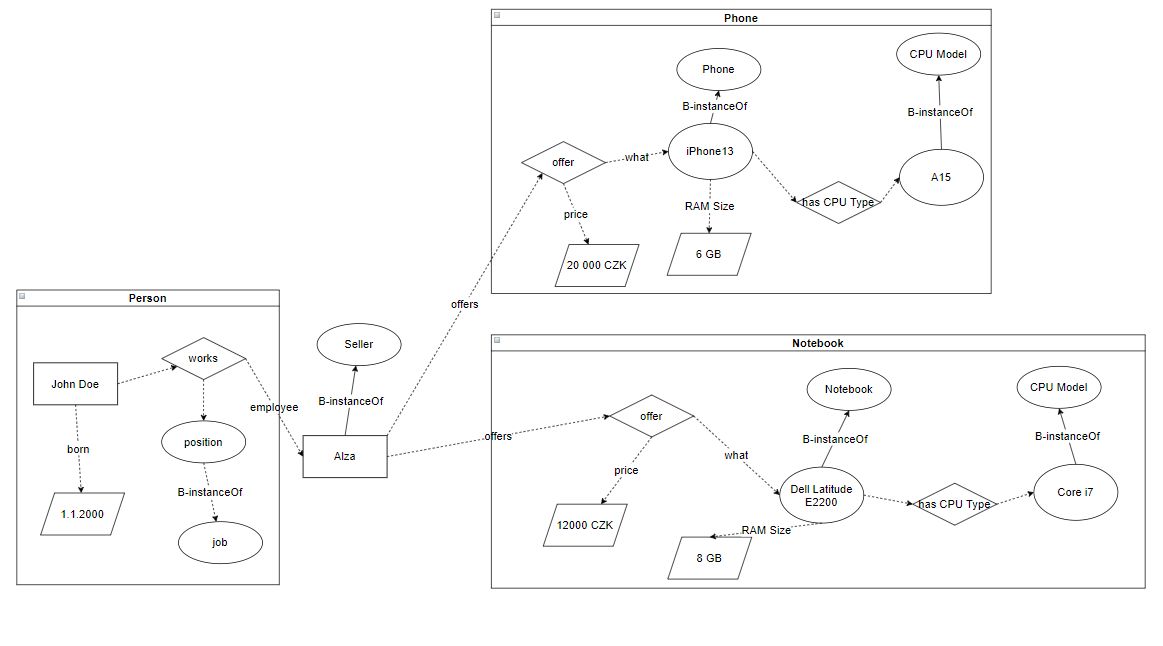 Phone
Phone
CPU Model
B-instanceOf
B-instanceOf
offer
what
iPhone13
A15
has CPU Type
price
RAM Size
20 000 CZK
6 GB
offers
Person
works
John Doe
employee
born
position
B-instanceOf
1.1.2000
job
Seller
B-instanceOf
Alza
offers
Notebook
Notebook
CPU Model
offer
B-instanceOf
B-instanceOf
price
what
Dell Latitude
E2200
Core i7
has CPU Type
12000 CZK
RAM Size
8 GB